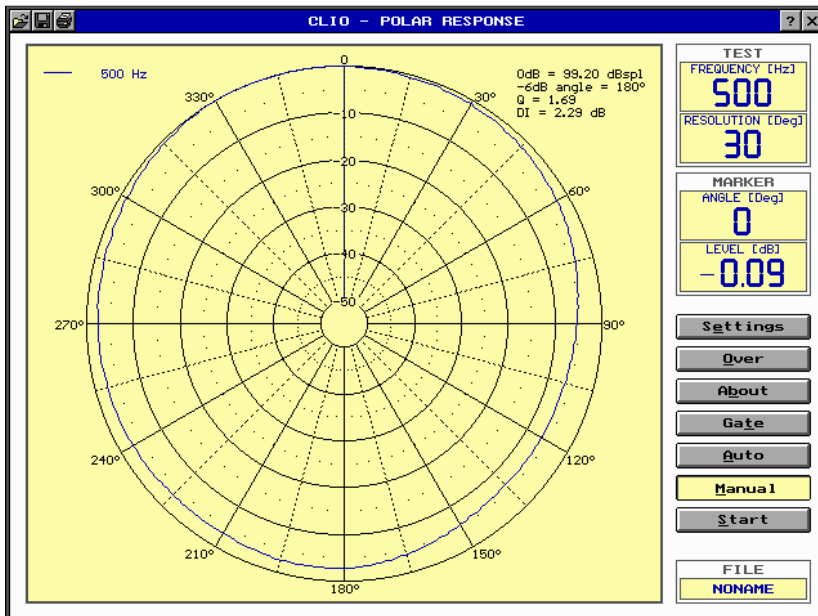 CLIO - POLAR RESPONSE
?
X
500 Hz
0dB = 99.20 dBspl
-6dB angle = 180°
Q = 1.69
DI = 2.29 dB
0
330°
30°
-10
-20
300°
60°
-30
-40
-50
270°
90°
240°
120°
210°
150°
180°
TEST
FREQUENCY [Hz]
500
RESOLUTION [Deg]
30
MARKER
ANGLE [Deg]
0
LEVEL [dB]
-0.09
Settings
Over
About
Gate
Auto
Manual
Start
FILE
NONAME